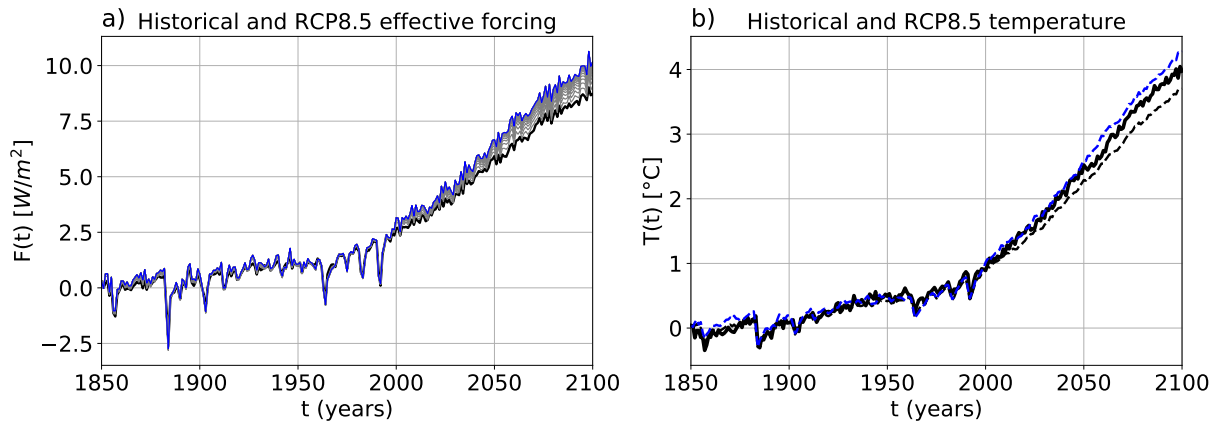 a) Historical and RCP8.5 effective forcing
10.0
7.5
5.0
2.5
0.0
−2.5
F(t) [W/m²]
1850 1900 1950 2000 2050 2100
t (years)
b) Historical and RCP8.5 temperature
4
3
2
1
0
T(t) [°C]
1850 1900 1950 2000 2050 2100
t (years)